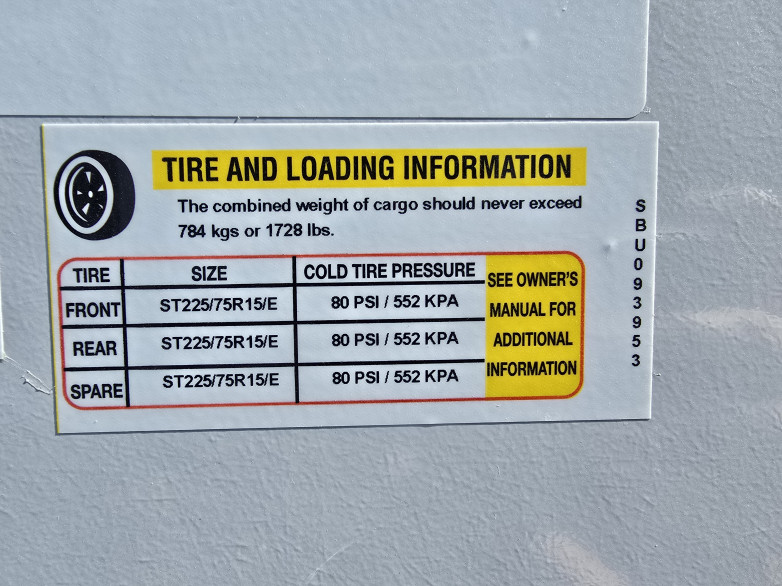 TIRE AND LOADING INFORMATION
The combined weight of cargo should never exceed
784 kgs or 1728 lbs.
TIRE SIZE COLD TIRE PRESSURE
FRONT ST225/75R15/E 80 PSI / 552 KPA
REAR ST225/75R15/E 80 PSI / 552 KPA
SPARE ST225/75R15/E 80 PSI / 552 KPA
SEE OWNER'S
MANUAL FOR
ADDITIONAL
INFORMATION
SBU093953